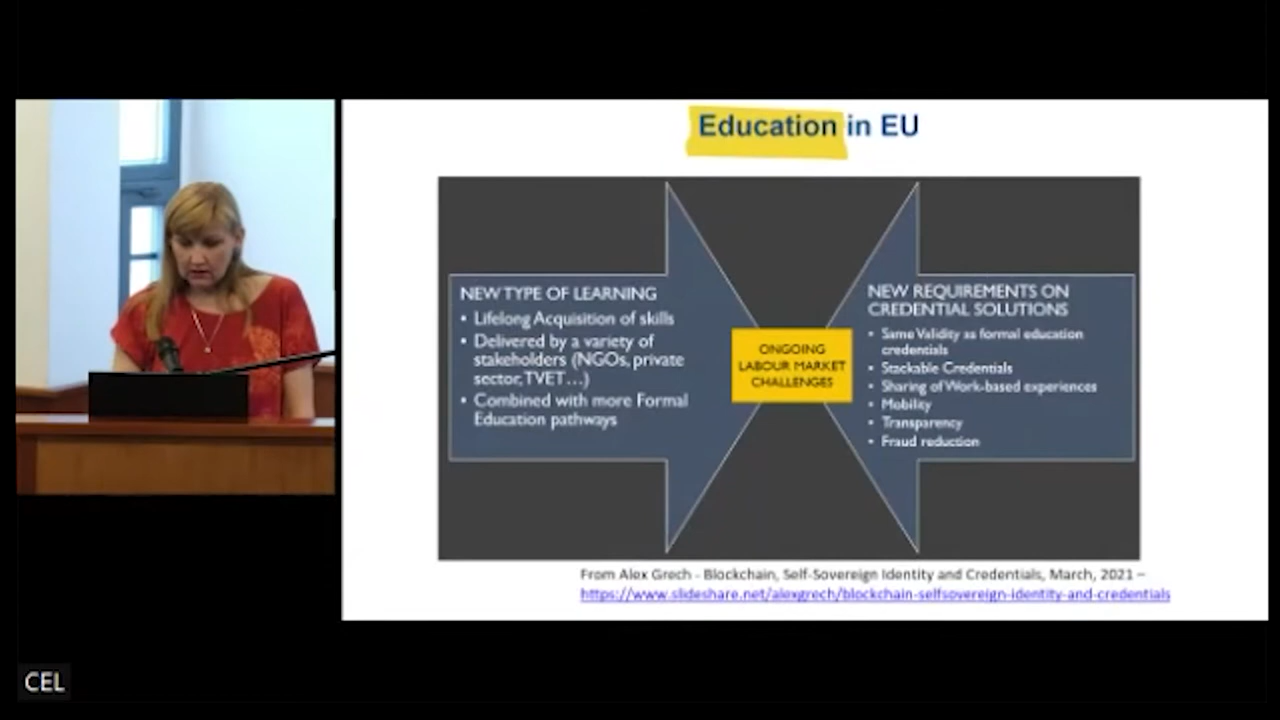 Education in EU
NEW TYPE OF LEARNING
• Lifelong Acquisition of skills
• Delivered by a variety of
stakeholders (NGOs, private
sector, TVET...)
• Combined with more Formal
Education pathways
ONGOING
LABOUR MARKET
CHALLENGES
NEW REQUIREMENTS ON
CREDENTIAL SOLUTIONS
• Same Validity as formal education
credentials
• Stackable Credentials
• Sharing of Work-based experiences
• Mobility
• Transparency
• Fraud reduction
From Alex Grech - Blockchain, Self-Sovereign Identity and Credentials, March, 2021 –
https://www.slideshare.net/alexgrech/blockchain-selfsovereign-identity-and-credentials
CEL